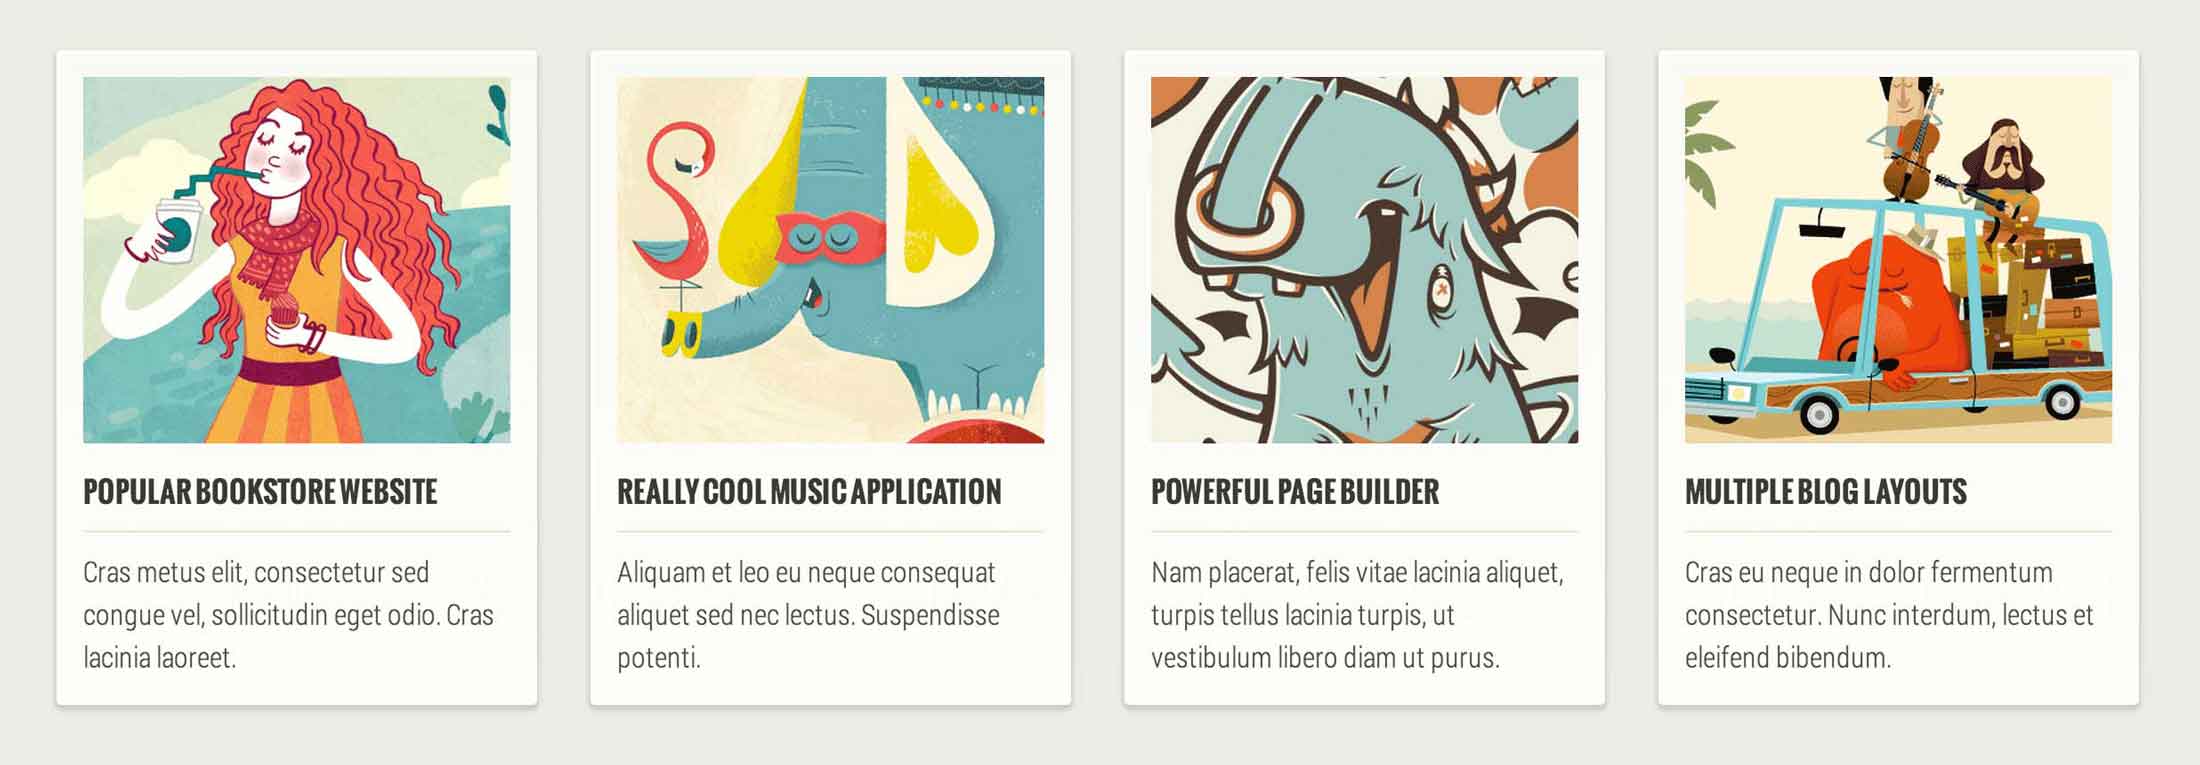 POPULAR BOOKSTORE WEBSITE
Cras metus elit, consectetur sed
congue vel, sollicitudin eget odio. Cras
lacinia laoreet.
REALLY COOL MUSIC APPLICATION
Aliquam et leo eu neque consequat
aliquet sed nec lectus. Suspendisse
potenti.
POWERFUL PAGE BUILDER
Nam placerat, felis vitae lacinia aliquet,
turpis tellus lacinia turpis, ut
vestibulum libero diam ut purus.
MULTIPLE BLOG LAYOUTS
Cras eu neque in dolor fermentum
consectetur. Nunc interdum, lectus et
eleifend bibendum.